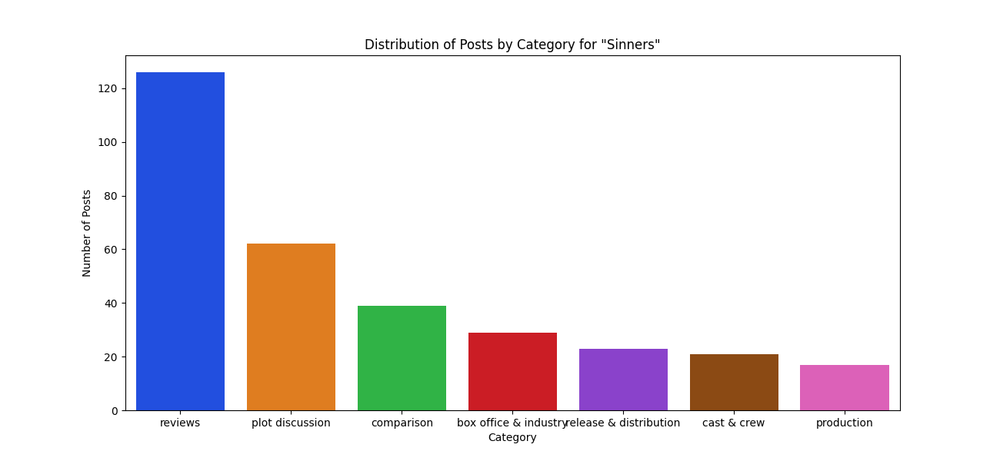 Distribution of Posts by Category for "Sinners"
Number of Posts
120
100
80
60
40
20
0
reviews
plot discussion
comparison
box office & industry
release & distribution
cast & crew
production
Category